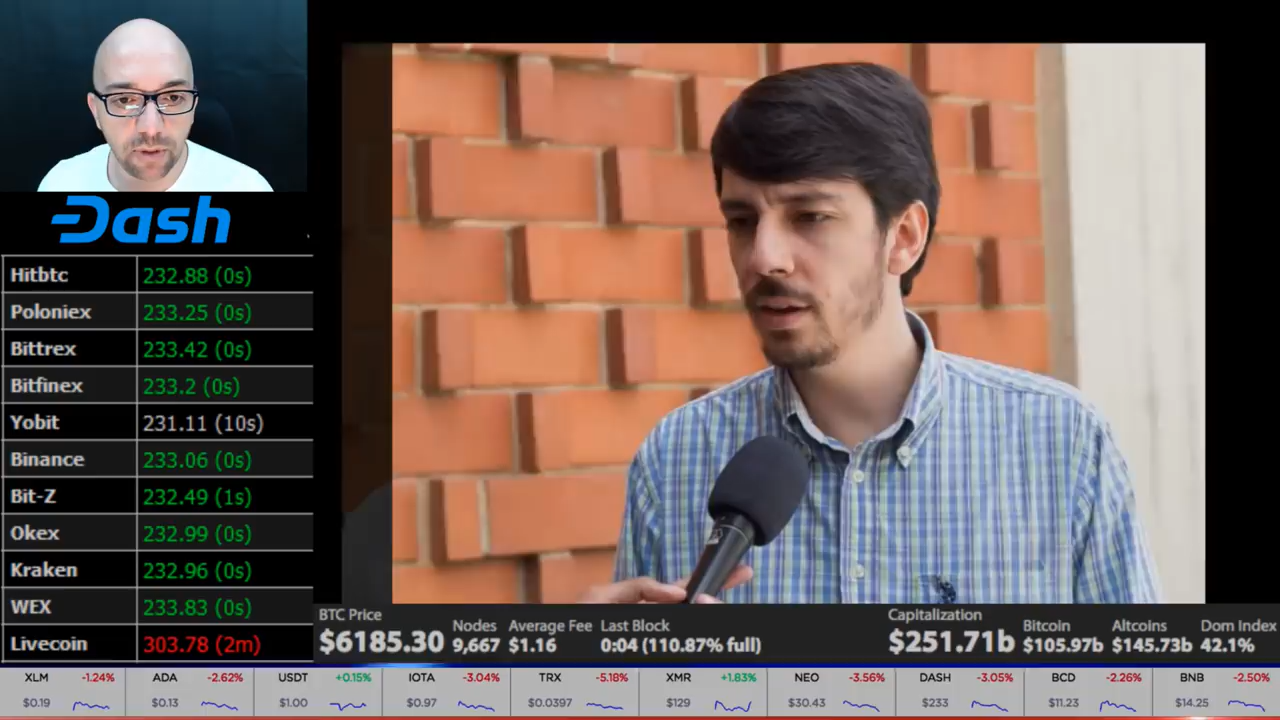 Dash
Hitbtc 232.88 (0s)
Poloniex 233.25 (0s)
Bittrex 233.42 (0s)
Bitfinex 233.2 (0s)
Yobit 231.11 (10s)
Binance 233.06 (0s)
Bit-Z 232.49 (1s)
Okex 232.99 (0s)
Kraken 232.96 (0s)
WEX 233.83 (0s)
Livecoin 303.78 (2m)
BTC Price Nodes Average Fee Last Block Capitalization Bitcoin Altcoins Dom Index
$6185.30 9,667 $1.16 0:04 (110.87% full) $251.71b $105.97b $145.73b 42.1%
XLM -1.24% ADA -2.62% USDT +0.15% IOTA -3.04% TRX -5.18% XMR +1.83% NEO -3.56% DASH -3.05% BCD -2.26% BNB -2.50%
$0.19 $0.13 $1.00 $0.97 $0.0397 $129 $30.43 $233 $11.23 $14.25